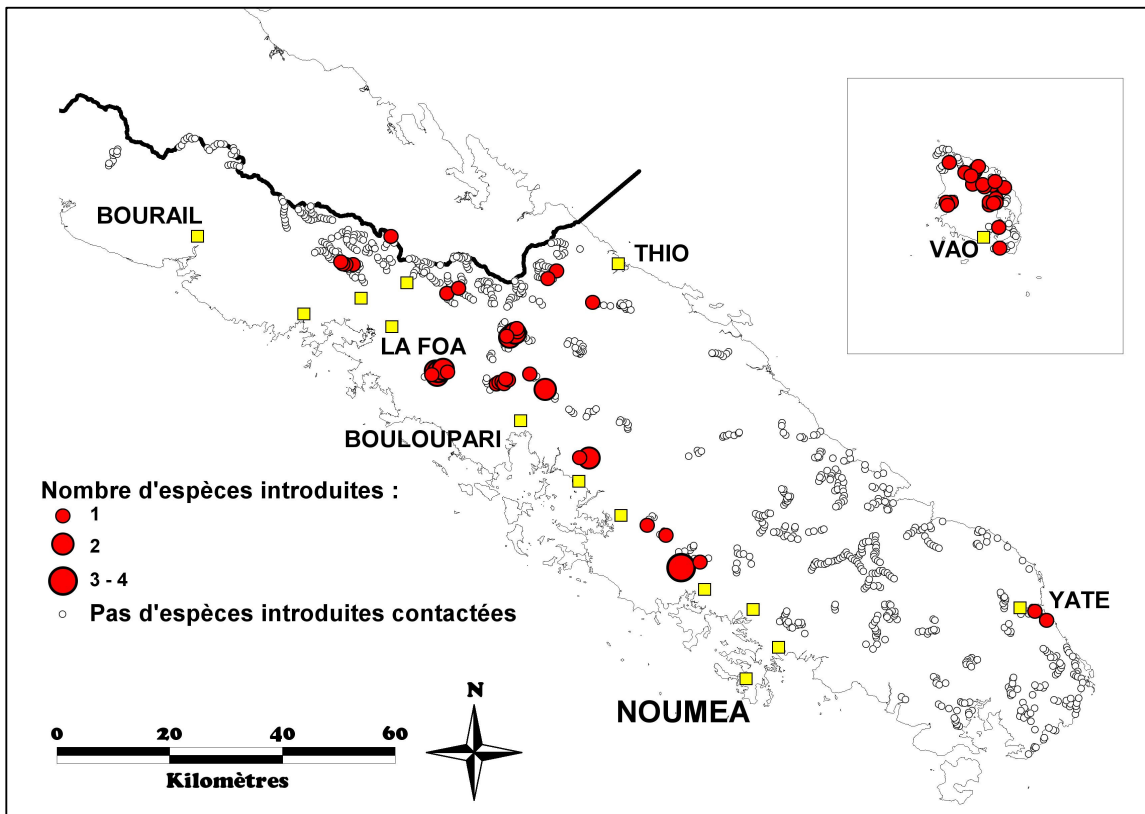 BOURAIL
THIO
VAO
LA FOA
BOULOUPARI
Nombre d'espèces introduites :
1
2
3 - 4
Pas d'espèces introduites contactées
YATE
NOUMEA
N
0 20 40 60
Kilomètres